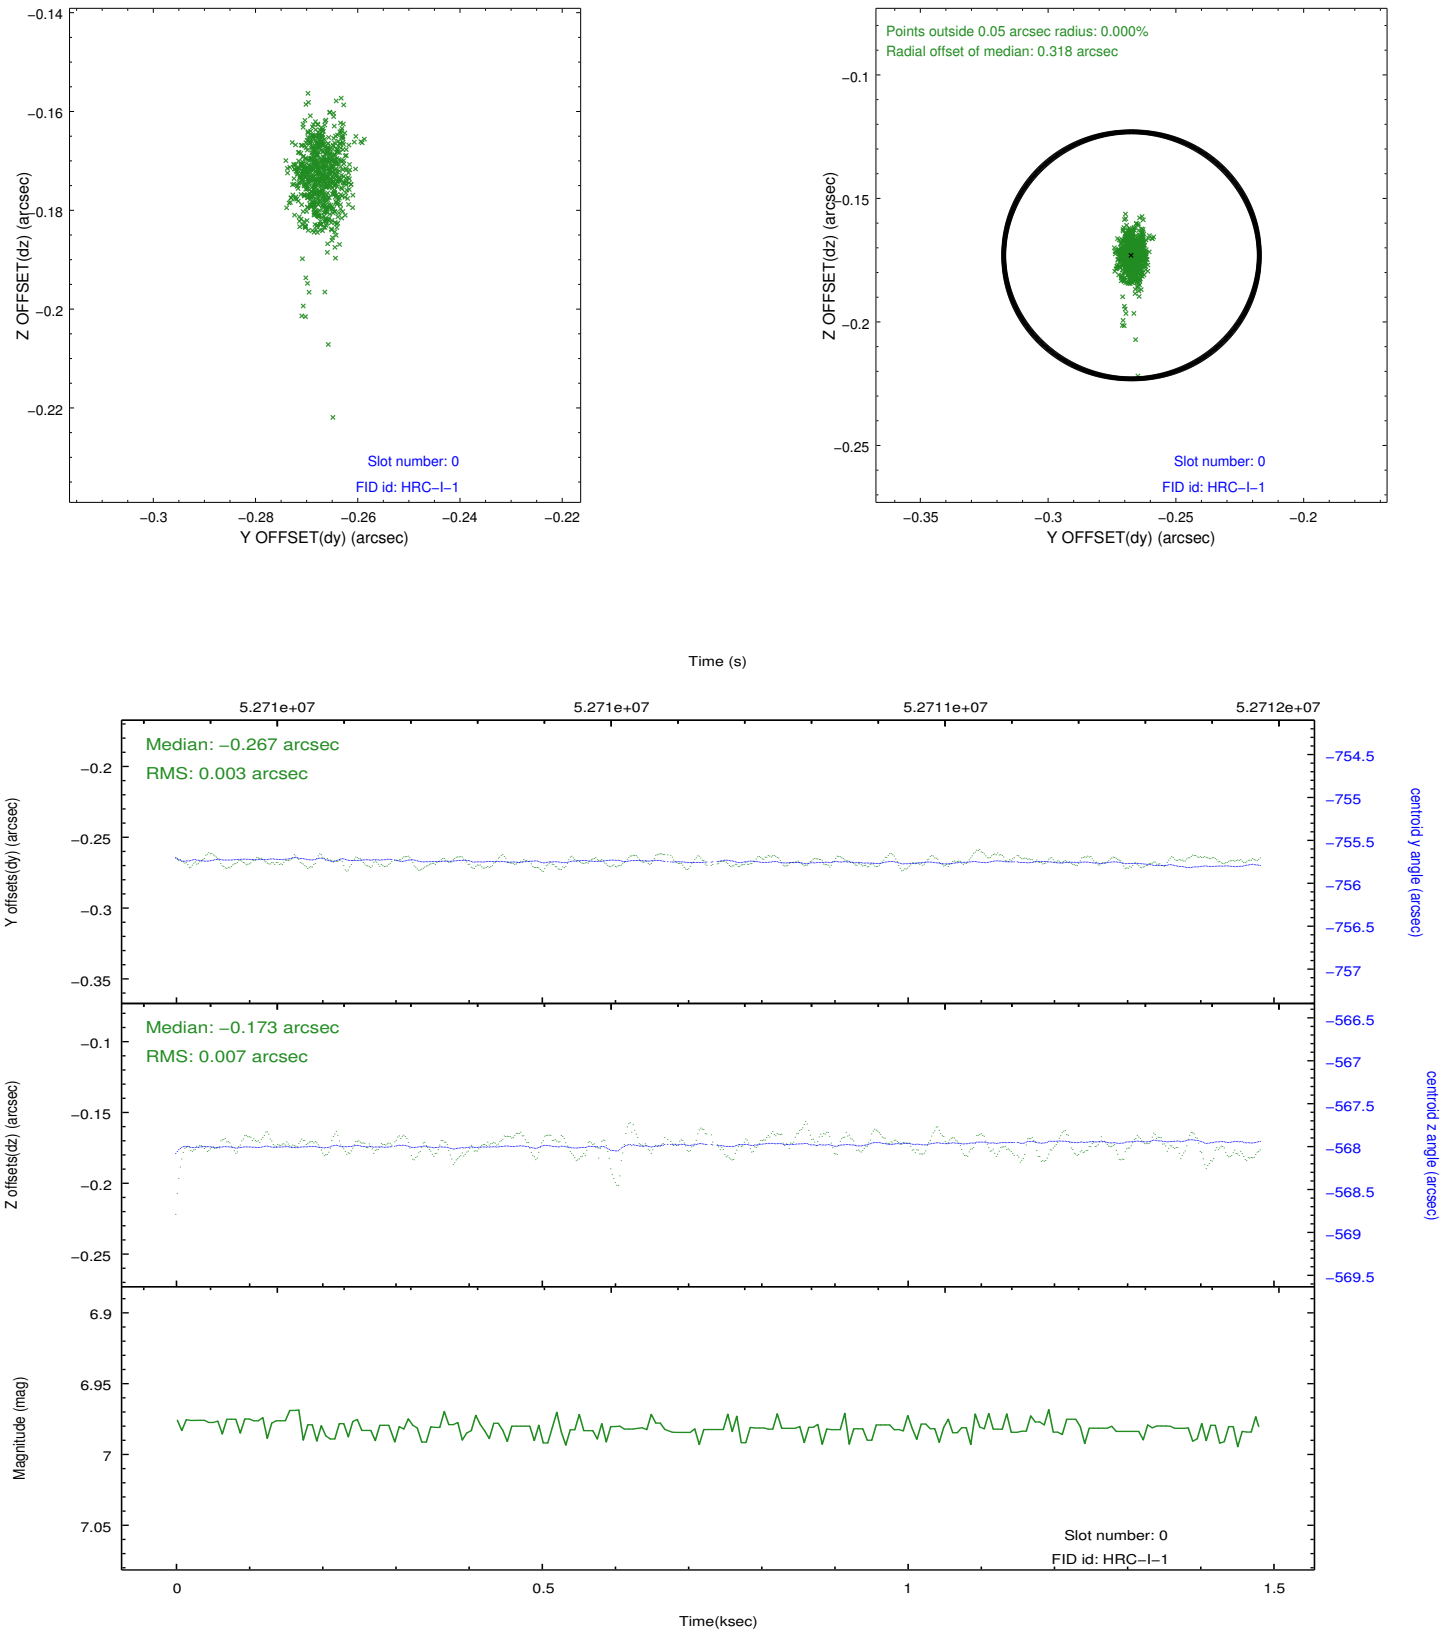 −0.14
−0.16
−0.18
−0.2
−0.22
Z OFFSET(dz) (arcsec)
Slot number: 0
FID id: HRC−I−1
−0.3
−0.28
−0.26
−0.24
−0.22
Y OFFSET(dy) (arcsec)
Points outside 0.05 arcsec radius: 0.000%
Radial offset of median: 0.318 arcsec
−0.1
−0.15
−0.2
−0.25
Z OFFSET(dz) (arcsec)
Slot number: 0
FID id: HRC−I−1
−0.35
−0.3
−0.25
−0.2
Y OFFSET(dy) (arcsec)
Time (s)
5.271e+07
5.271e+07
5.2711e+07
5.2712e+07
Median: −0.267 arcsec
RMS: 0.003 arcsec
−0.2
−0.25
−0.3
−0.35
Y offsets(dy) (arcsec)
−754.5
−755
−755.5
−756
−756.5
−757
centroid y angle (arcsec)
Median: −0.173 arcsec
RMS: 0.007 arcsec
−0.1
−0.15
−0.2
−0.25
Z offsets(dz) (arcsec)
−566.5
−567
−567.5
−568
−568.5
−569
−569.5
centroid z angle (arcsec)
6.9
6.95
7
7.05
Magnitude (mag)
Slot number: 0
FID id: HRC−I−1
0
0.5
1
1.5
Time(ksec)